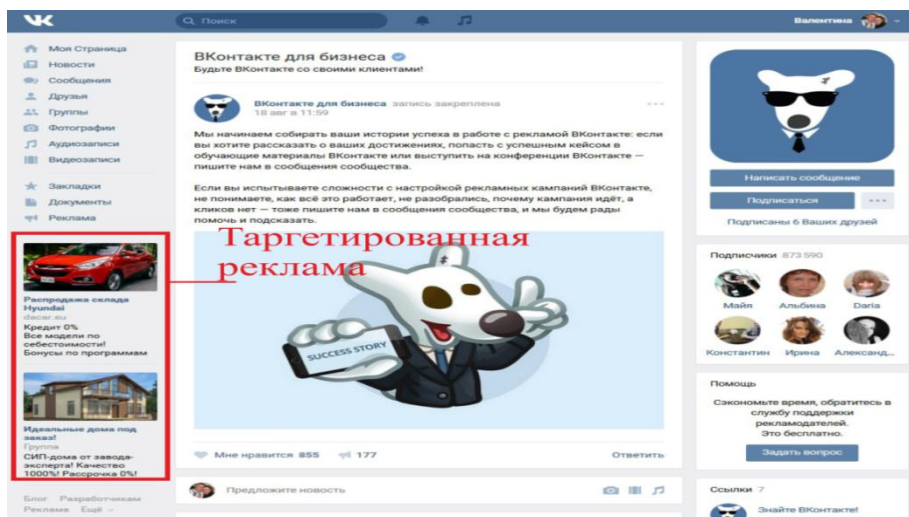 Поиск
Валентина
Моя Страница
Новости
Сообщения
Друзья
Группы
Фотографии
Аудиозаписи
Видеозаписи
Закладки
Документы
Реклама
Распродажа склада
Hyundai
dacar.eu
Кредит 0%
Все модели по
себестоимости!
Бонусы по программам
Идеальные дома под
заказ!
Группа
СИП-дома от завода-
эксперта! Качество
1000%! Рассрочка 0%!
Блог Разработчикам
Реклама Ещё
ВКонтакте для бизнеса
Будьте ВКонтакте со своими клиентами!
ВКонтакте для бизнеса запись закреплена
18 авг в 11:59
Мы начинаем собирать ваши истории успеха в работе с рекламой ВКонтакте: если
вы хотите рассказать о ваших достижениях, попасть с успешным кейсом в
обучающие материалы ВКонтакте или выступить на конференции ВКонтакте —
пишите нам в сообщения сообщества.
Если вы испытываете сложности с настройкой рекламных кампаний ВКонтакте,
не понимаете, как всё это работает, не разобрались, почему кампания идёт, а
кликов нет — тоже пишите нам в сообщения сообщества, и мы будем рады
помочь и подсказать.
Таргетированная
реклама
SUCCESS STORY
Мне нравится 855 177 Ответить
Предложите новость
Написать сообщение
Подписаться
Подписаны 6 Ваших друзей
Подписчики 873 590
Майя Альбина Daria
Константин Ирина Александ...
Помощь
Сэкономьте время, обратитесь в
службу поддержки
рекламодателей.
Это бесплатно.
Задать вопрос
Ссылки 7
Знайте ВКонтакте!